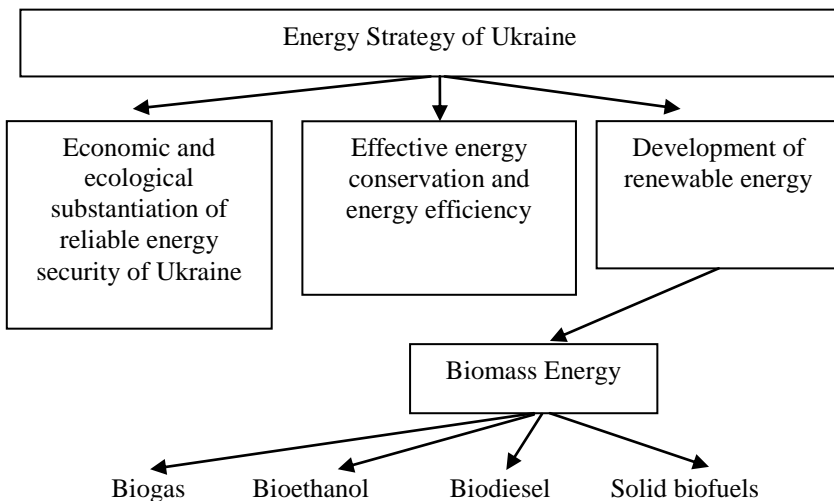 Energy Strategy of Ukraine
Economic and
ecological
substantiation of
reliable energy
security of Ukraine
Effective energy
conservation and
energy efficiency
Development of
renewable energy
Biomass Energy
Biogas
Bioethanol
Biodiesel
Solid biofuels